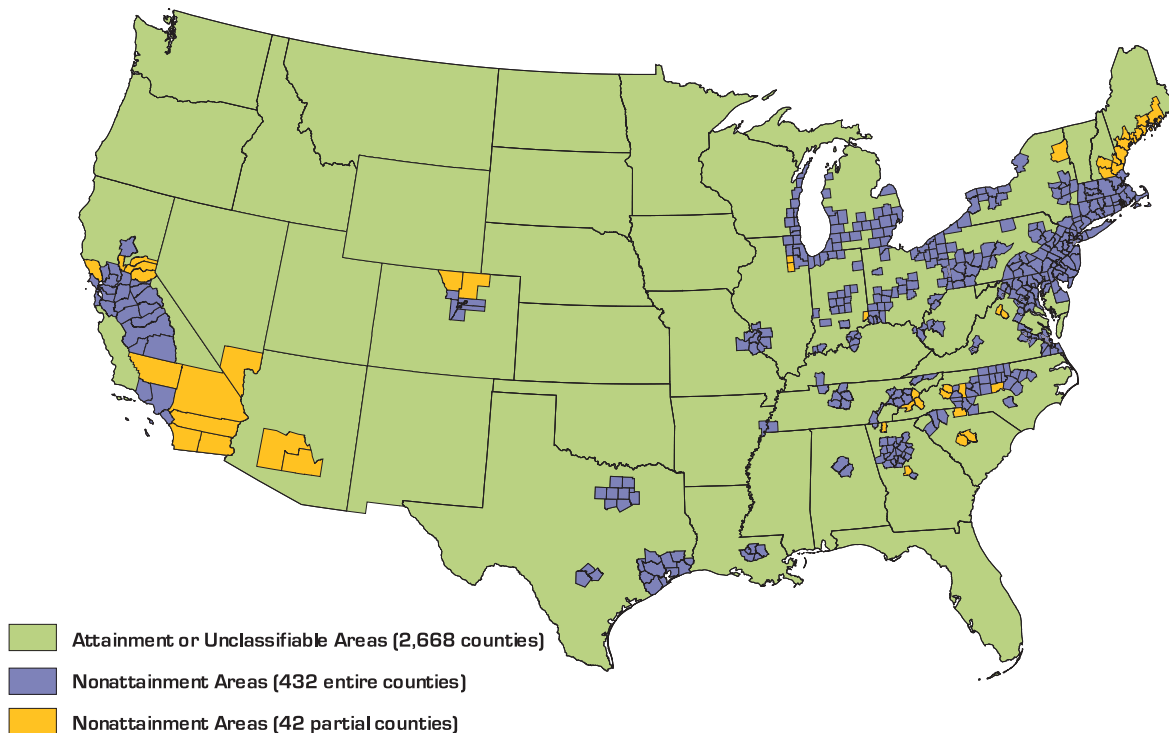 Attainment or Unclassifiable Areas (2,668 counties)
Nonattainment Areas (432 entire counties)
Nonattainment Areas (42 partial counties)